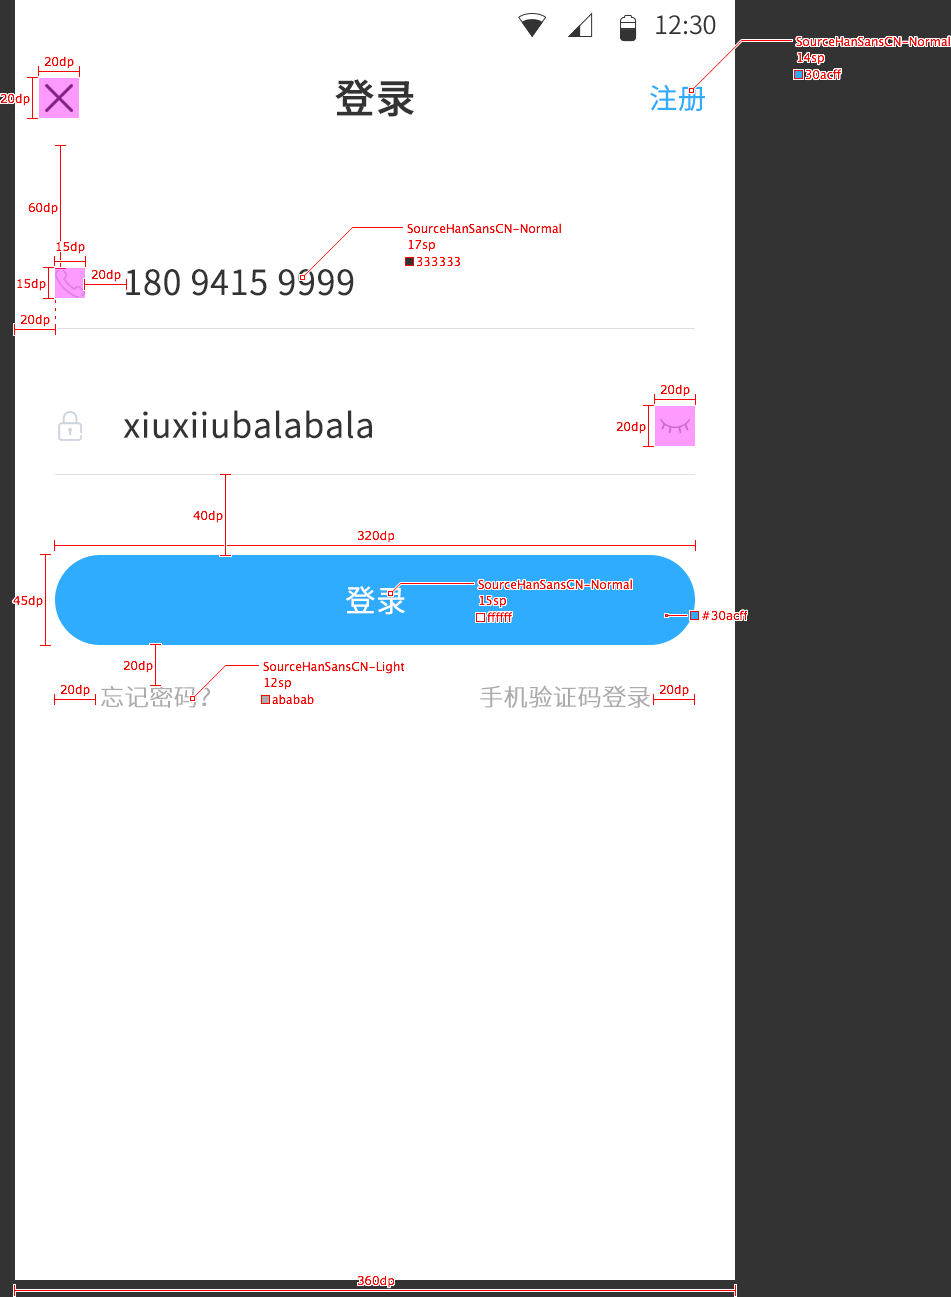 12:30
SourceHanSansCN-Normal
14sp
30acff
20dp
20dp
登录
注册
60dp
SourceHanSansCN-Normal
17sp
333333
15dp
15dp
20dp
180 9415 9999
20dp
20dp
20dp
xiuxiiubalabala
40dp
320dp
45dp
登录
SourceHanSansCN-Normal
15sp
ffffff
#30acff
20dp
SourceHanSansCN-Light
12sp
ababab
20dp
忘记密码?
手机验证码登录
20dp
360dp